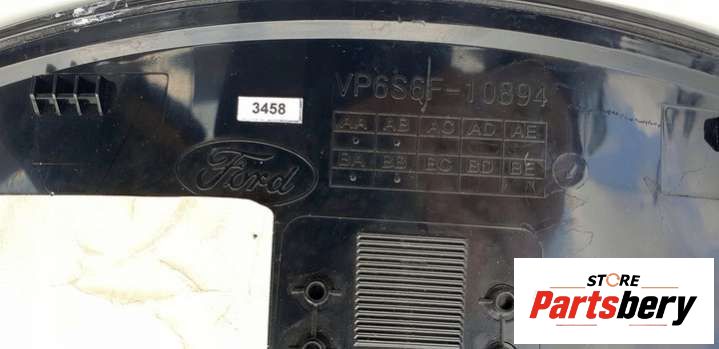 VP6S6F-10894
3458
AA AB AC AD AE
BA BB BC BD BE
Ford
STORE
Partsbery